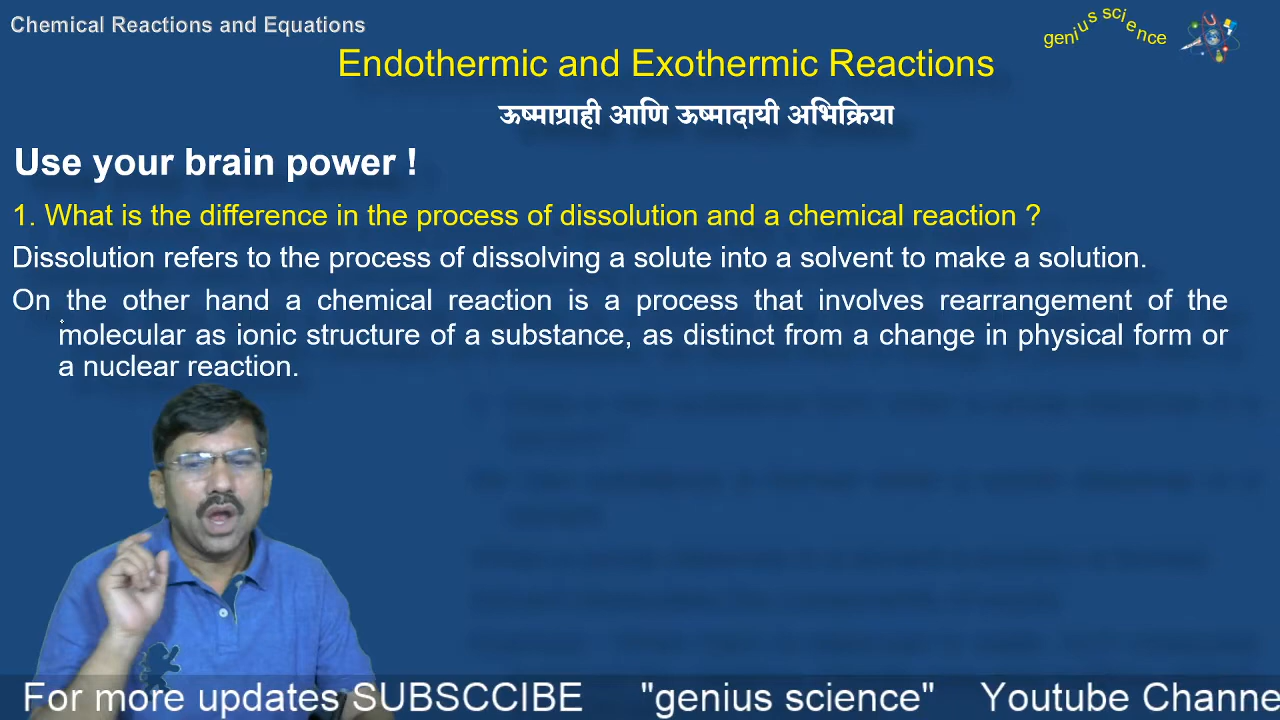 Chemical Reactions and Equations
genius science
Endothermic and Exothermic Reactions
ऊष्माग्राही आणि ऊष्मादायी अभिक्रिया
Use your brain power !
1. What is the difference in the process of dissolution and a chemical reaction ?
Dissolution refers to the process of dissolving a solute into a solvent to make a solution.
On the other hand a chemical reaction is a process that involves rearrangement of the
molecular as ionic structure of a substance, as distinct from a change in physical form or
a nuclear reaction.
For more updates SUBSCCIBE "genius science" Youtube Channe